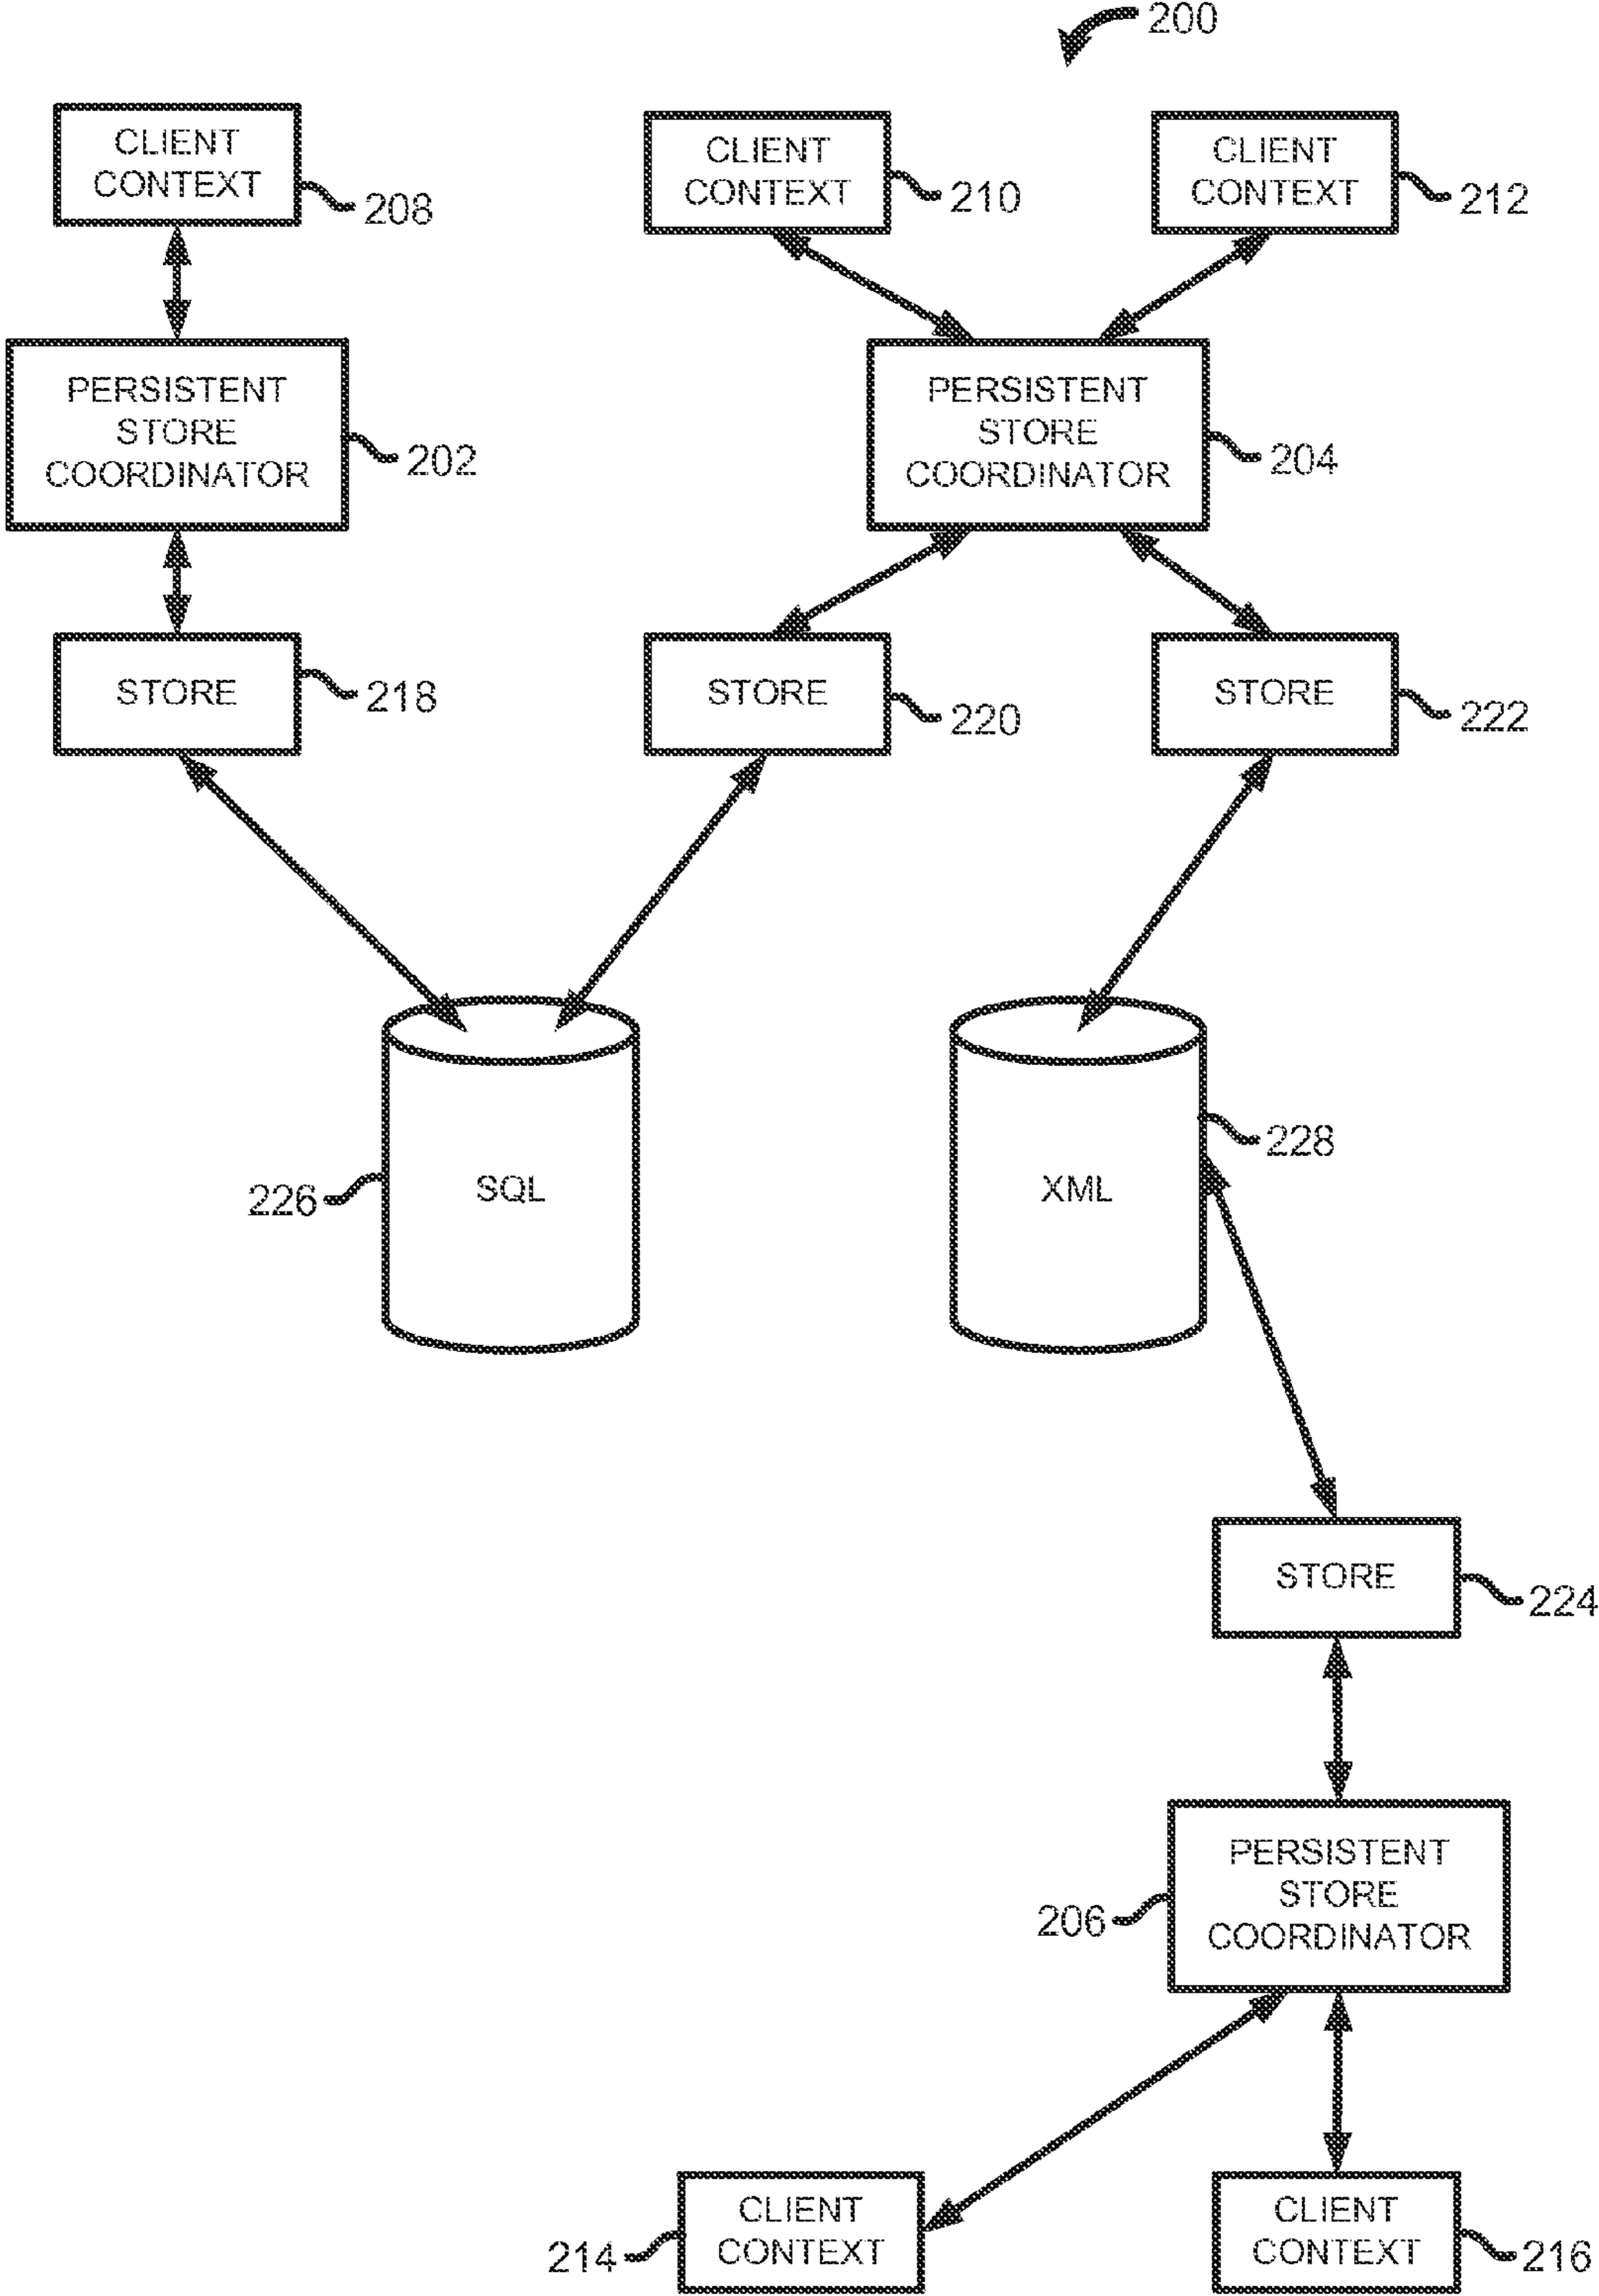 200
CLIENT
CONTEXT
208
CLIENT
CONTEXT
210
CLIENT
CONTEXT
212
PERSISTENT
STORE
COORDINATOR
202
PERSISTENT
STORE
COORDINATOR
204
STORE
218
STORE
220
STORE
222
226
SQL
XML
228
STORE
224
206
PERSISTENT
STORE
COORDINATOR
214
CLIENT
CONTEXT
CLIENT
CONTEXT
216